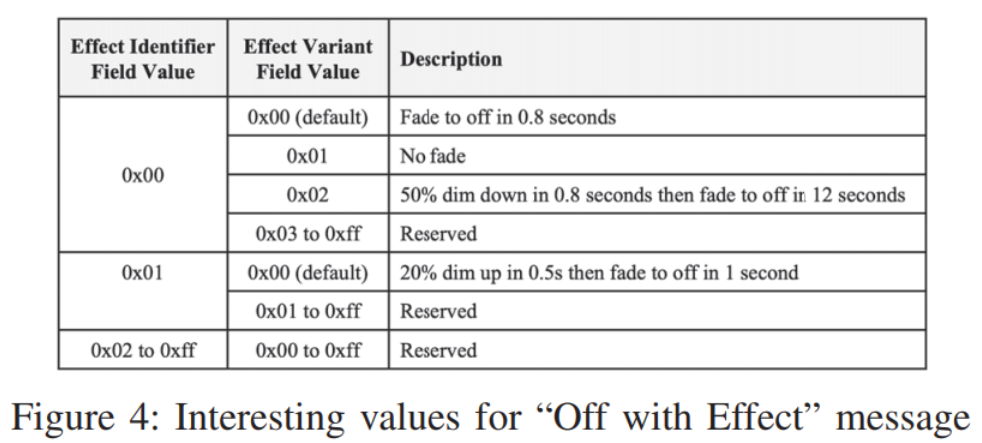 Effect Identifier Field Value | Effect Variant Field Value | Description
0x00 | 0x00 (default) | Fade to off in 0.8 seconds
0x01 | No fade
0x02 | 50% dim down in 0.8 seconds then fade to off in 12 seconds
0x03 to 0xff | Reserved
0x01 | 0x00 (default) | 20% dim up in 0.5s then fade to off in 1 second
0x01 to 0xff | Reserved
0x02 to 0xff | 0x00 to 0xff | Reserved
Figure 4: Interesting values for “Off with Effect” message